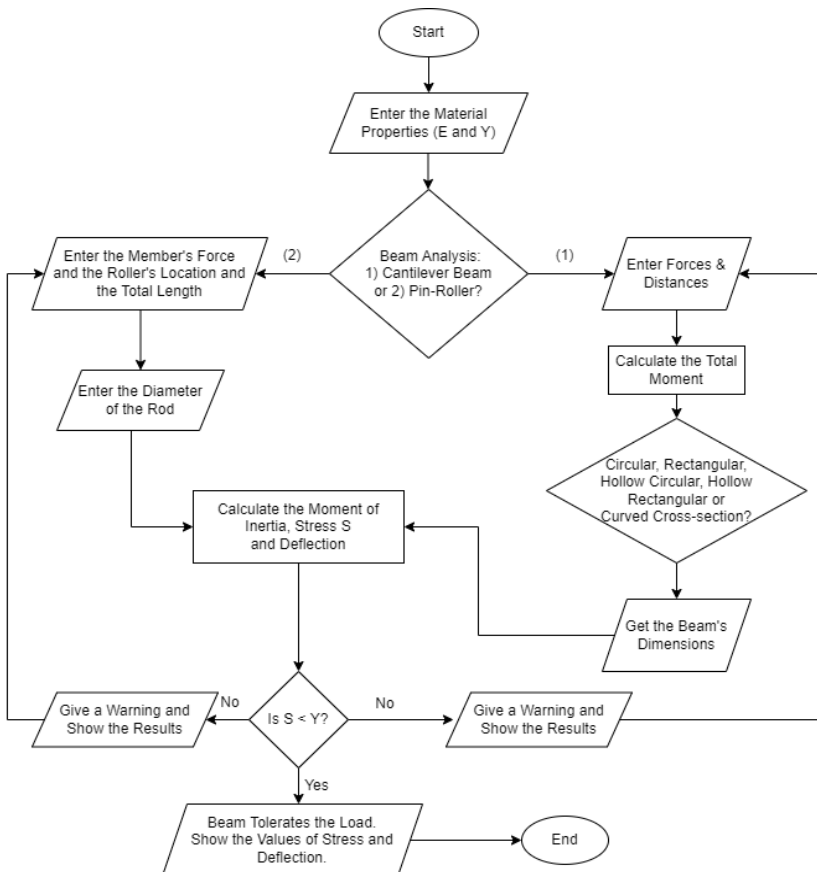 Start
Enter the Material
Properties (E and Y)
Beam Analysis:
1) Cantilever Beam
or 2) Pin-Roller?
(2)
(1)
Enter the Member's Force
and the Roller's Location and
the Total Length
Enter Forces &
Distances
Enter the Diameter
of the Rod
Calculate the Total
Moment
Circular, Rectangular,
Hollow Circular, Hollow
Rectangular or
Curved Cross-section?
Calculate the Moment of
Inertia, Stress S
and Deflection
Get the Beam's
Dimensions
Give a Warning and
Show the Results
No
Is S < Y?
No
Give a Warning and
Show the Results
Yes
Beam Tolerates the Load.
Show the Values of Stress and
Deflection.
End